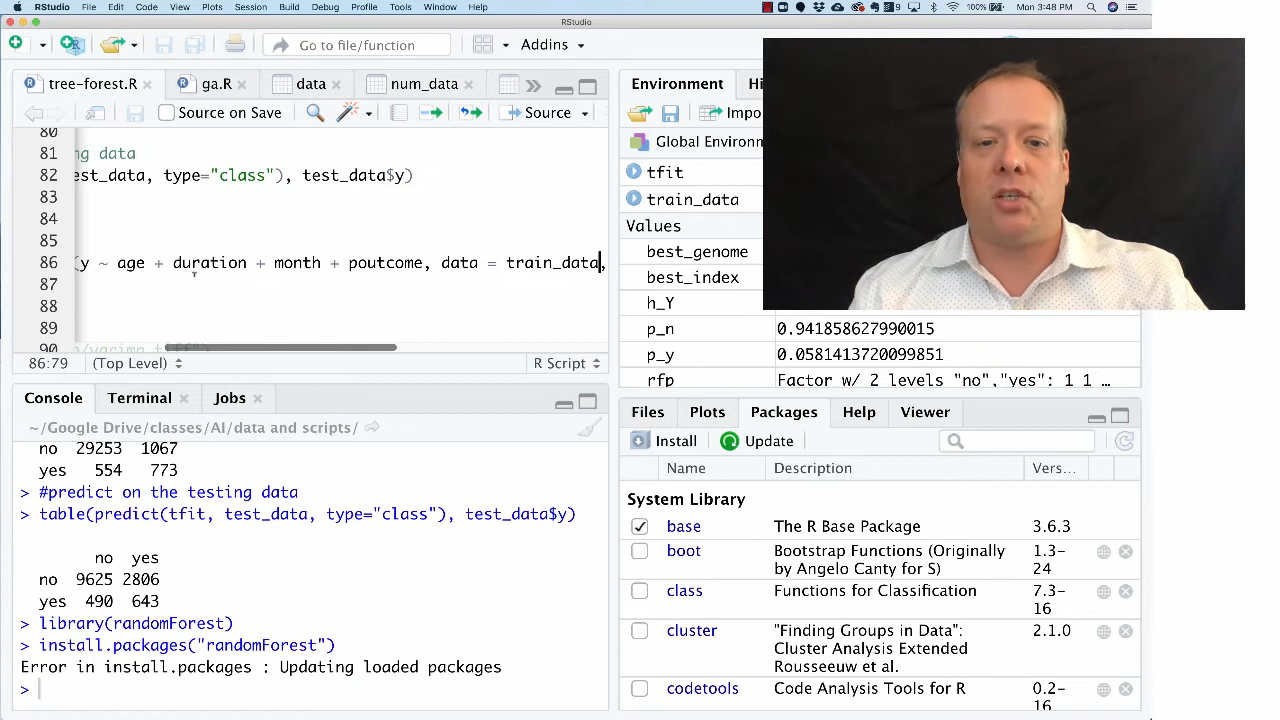 RStudio File Edit Code View Plots Session Build Debug Profile Tools Window Help
9 100% Mon 3:48 PM
RStudio
Go to file/function Addins
tree-forest.R ga.R data num_data
Source on Save Source
80
81 ng data
82 est_data, type="class"), test_data$y)
83
84
85
86 (y ~ age + duration + month + poutcome, data = train_data,
87
88
89
90
86:79 (Top Level) R Script
Console Terminal Jobs
~/Google Drive/classes/AI/data and scripts/
no 29253 1067
yes 554 773
> #predict on the testing data
> table(predict(tfit, test_data, type="class"), test_data$y)
no yes
no 9625 2806
yes 490 643
> library(randomForest)
> install.packages("randomForest")
Error in install.packages : Updating loaded packages
>
Environment Hi
Impo
Global Environm
tfit
train_data
Values
best_genome
best_index
h_Y
p_n 0.941858627990015
p_y 0.0581413720099851
rfp Factor w/ 2 levels "no","yes": 1 1 …
Files Plots Packages Help Viewer
Install Update
Name Description Vers...
System Library
base The R Base Package 3.6.3
boot Bootstrap Functions (Originally by Angelo Canty for S) 1.3-24
class Functions for Classification 7.3-16
cluster "Finding Groups in Data": Cluster Analysis Extended Rousseeuw et al. 2.1.0
codetools Code Analysis Tools for R 0.2-16